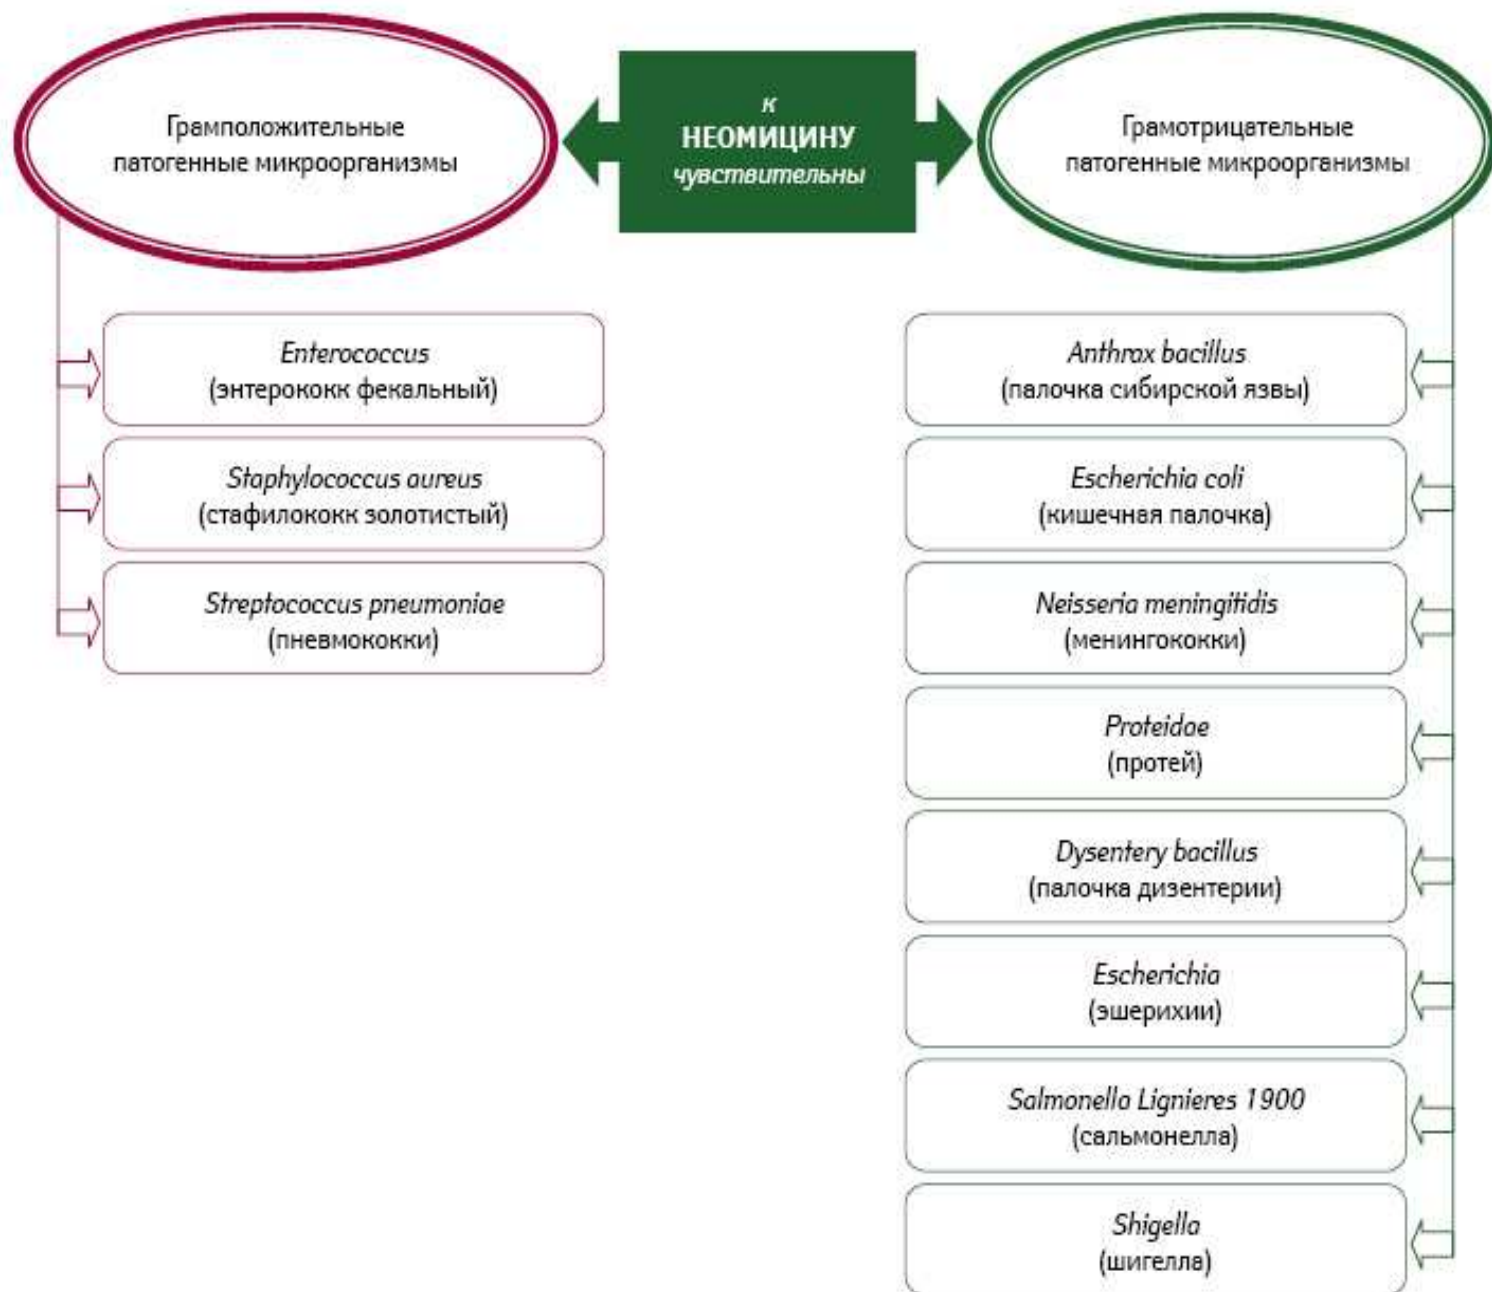 Грамположительные
патогенные микроорганизмы
к
НЕОМИЦИНУ
чувствительны
Грамотрицательные
патогенные микроорганизмы
Enterococcus
(энтерококк фекальный)
Staphylococcus aureus
(стафилококк золотистый)
Streptococcus pneumoniae
(пневмококки)
Anthrax bacillus
(палочка сибирской язвы)
Escherichia coli
(кишечная палочка)
Neisseria meningitidis
(менингококки)
Proteidae
(протей)
Dysentery bacillus
(палочка дизентерии)
Escherichia
(эшерихии)
Salmonella Lignieres 1900
(сальмонелла)
Shigella
(шигелла)